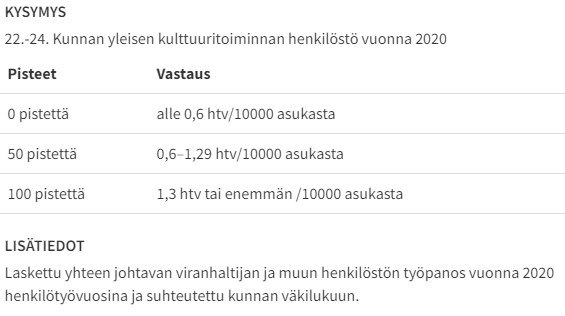 KYSYMYS
22.-24. Kunnan yleisen kulttuuritoiminnan henkilöstö vuonna 2020
Pisteet Vastaus
0 pistettä alle 0,6 htv/10000 asukasta
50 pistettä 0,6–1,29 htv/10000 asukasta
100 pistettä 1,3 htv tai enemmän /10000 asukasta
LISÄTIEDOT
Laskettu yhteen johtavan viranhaltijan ja muun henkilöstön työpanos vuonna 2020
henkilötyövuosina ja suhteutettu kunnan väkilukuun.